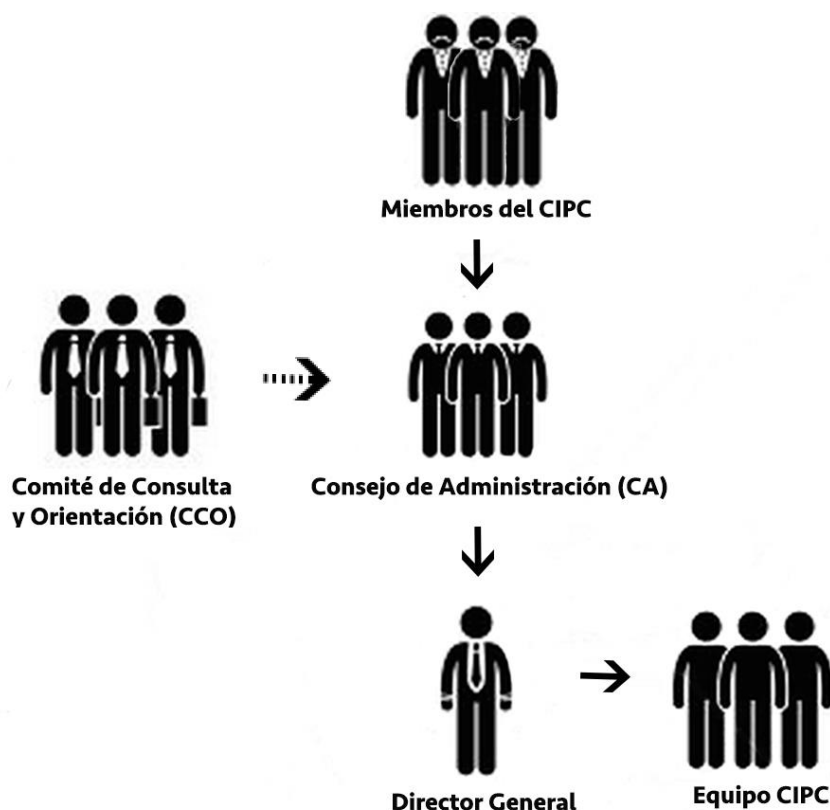 Miembros del CIPC
Comité de Consulta
y Orientación (CCO)
Consejo de Administración (CA)
Director General
Equipo CIPC